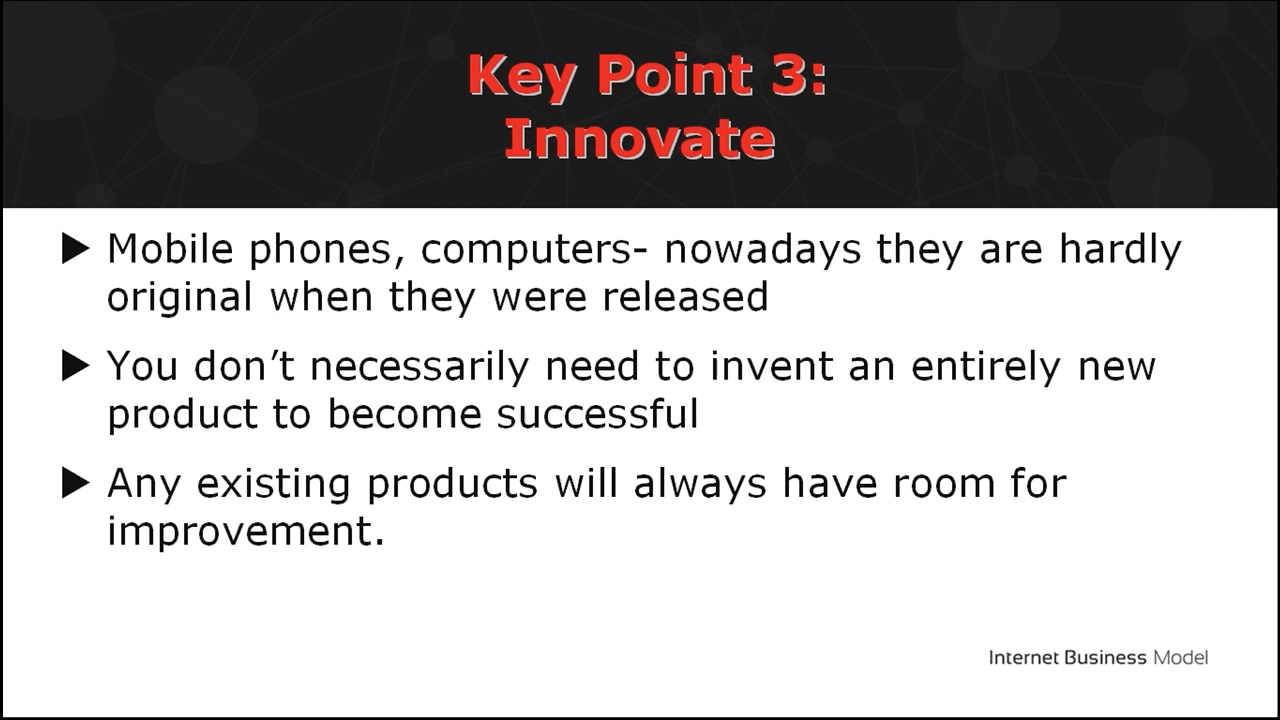 Key Point 3:
Innovate
Mobile phones, computers- nowadays they are hardly
original when they were released
You don’t necessarily need to invent an entirely new
product to become successful
Any existing products will always have room for
improvement.
Internet Business Model